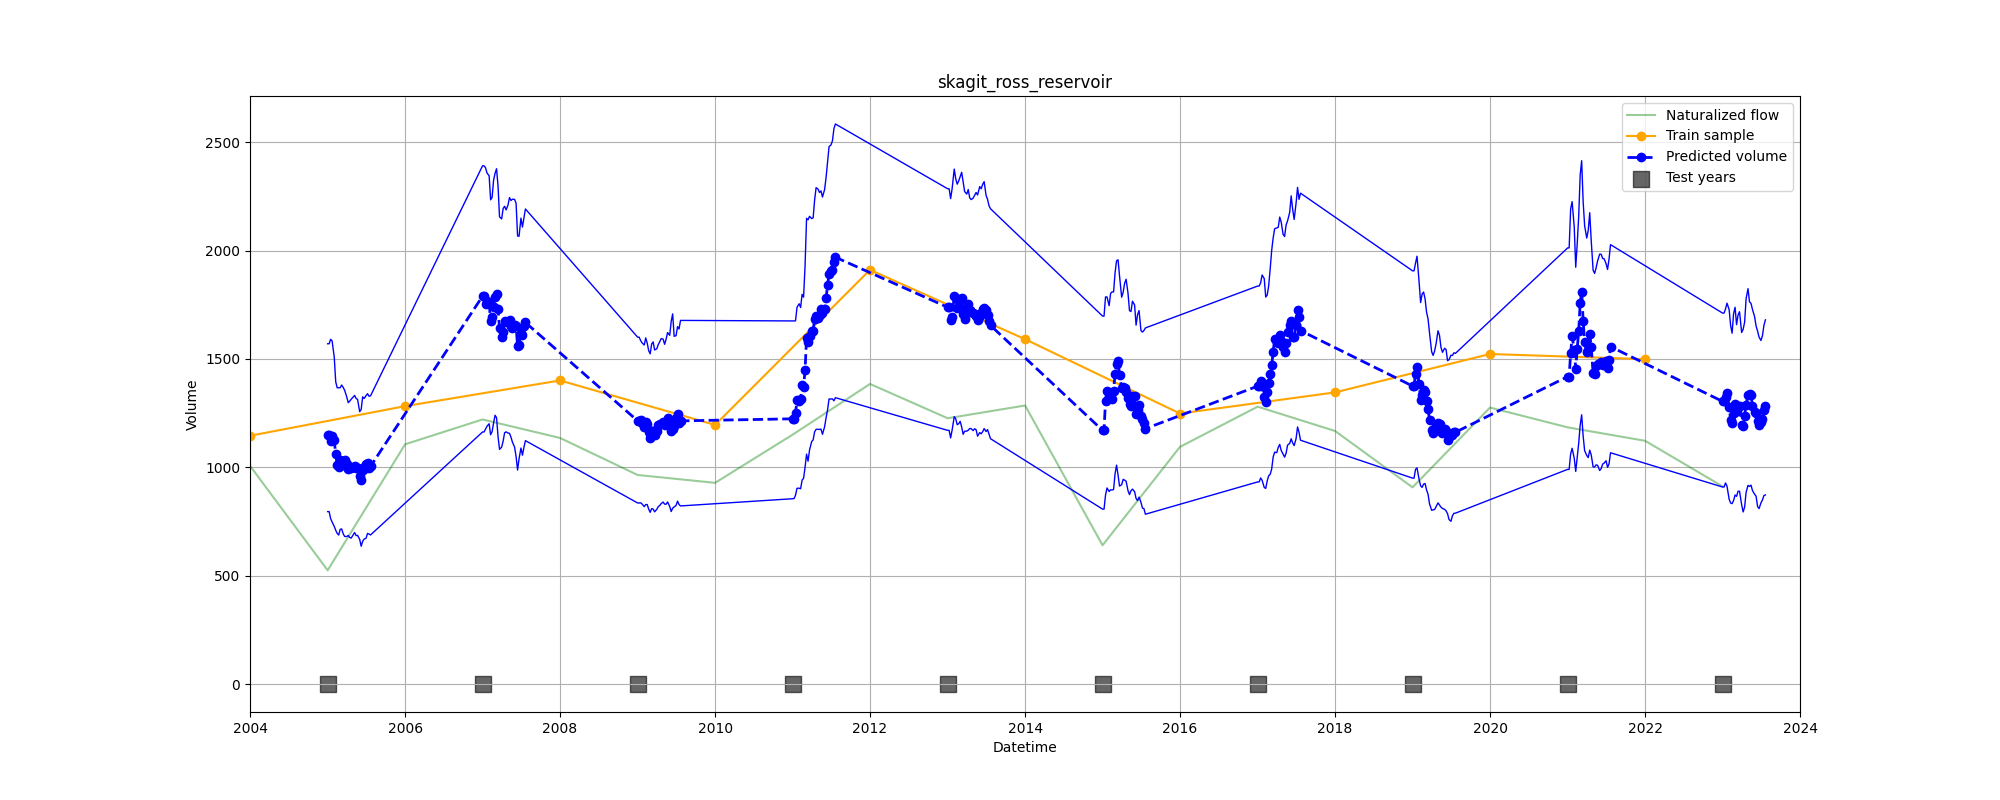 skagit_ross_reservoir
Naturalized flow
Train sample
Predicted volume
Test years
2500
2000
1500
1000
500
0
Volume
2004 2006 2008 2010 2012 2014 2016 2018 2020 2022 2024
Datetime